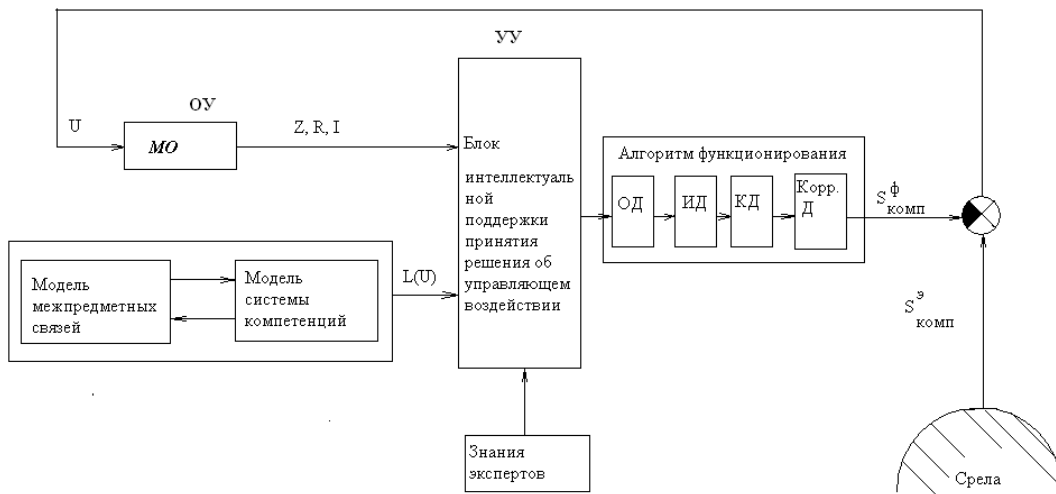 УУ
ОУ
U
МО
Z, R, I
Блок
интеллектуаль
ной
поддержки
принятия
решения об
управляющем
воздействии
Алгоритм функционирования
ОД
ИД
КД
Корр.
Д
S ф комп
Модель
межпредметных
связей
Модель
системы
компетенций
L(U)
S э комп
Знания
экспертов
Срела